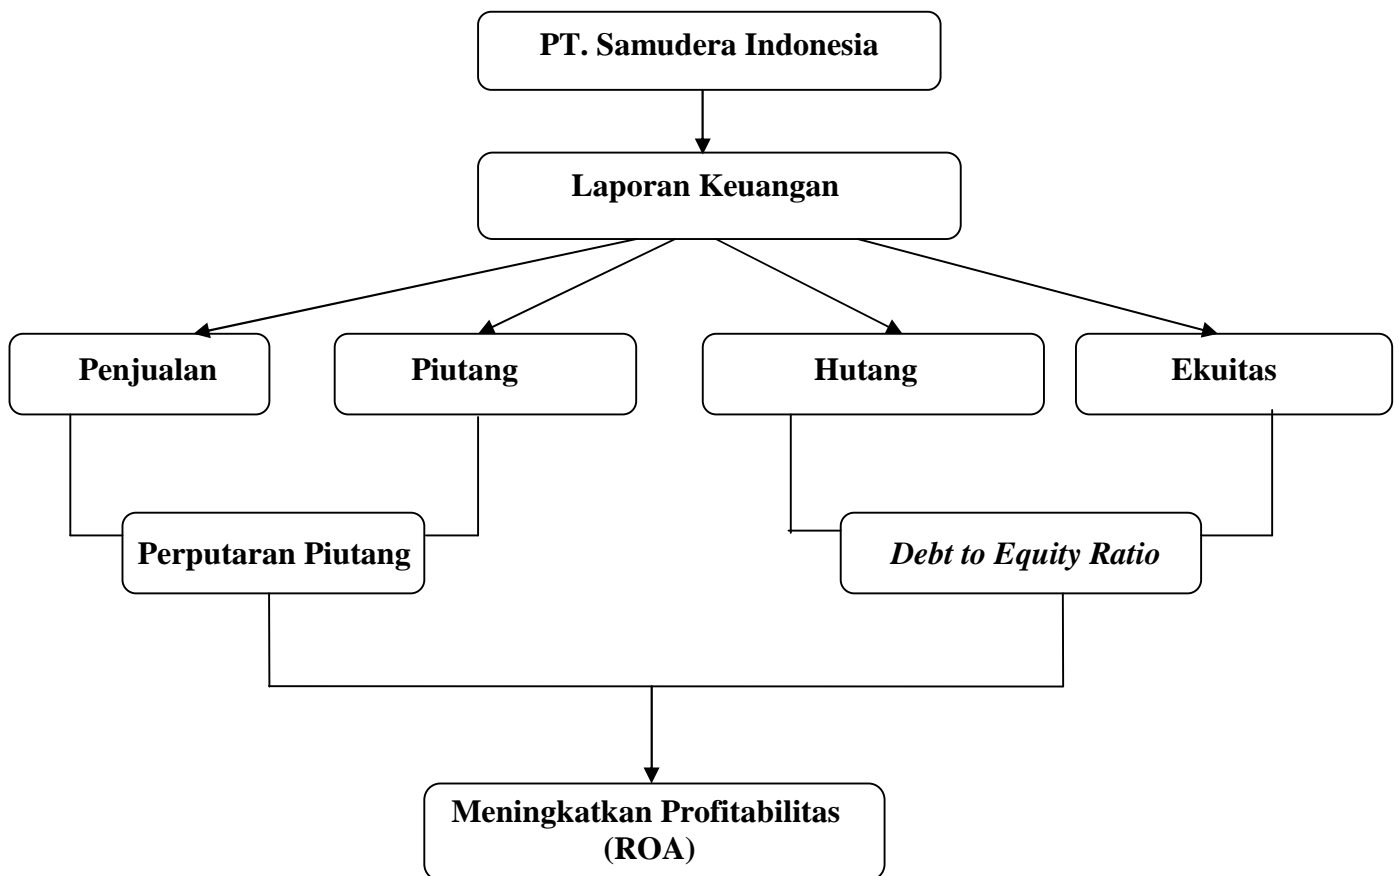 PT. Samudera Indonesia
Laporan Keuangan
Penjualan
Piutang
Hutang
Ekuitas
Perputaran Piutang
Debt to Equity Ratio
Meningkatkan Profitabilitas
(ROA)